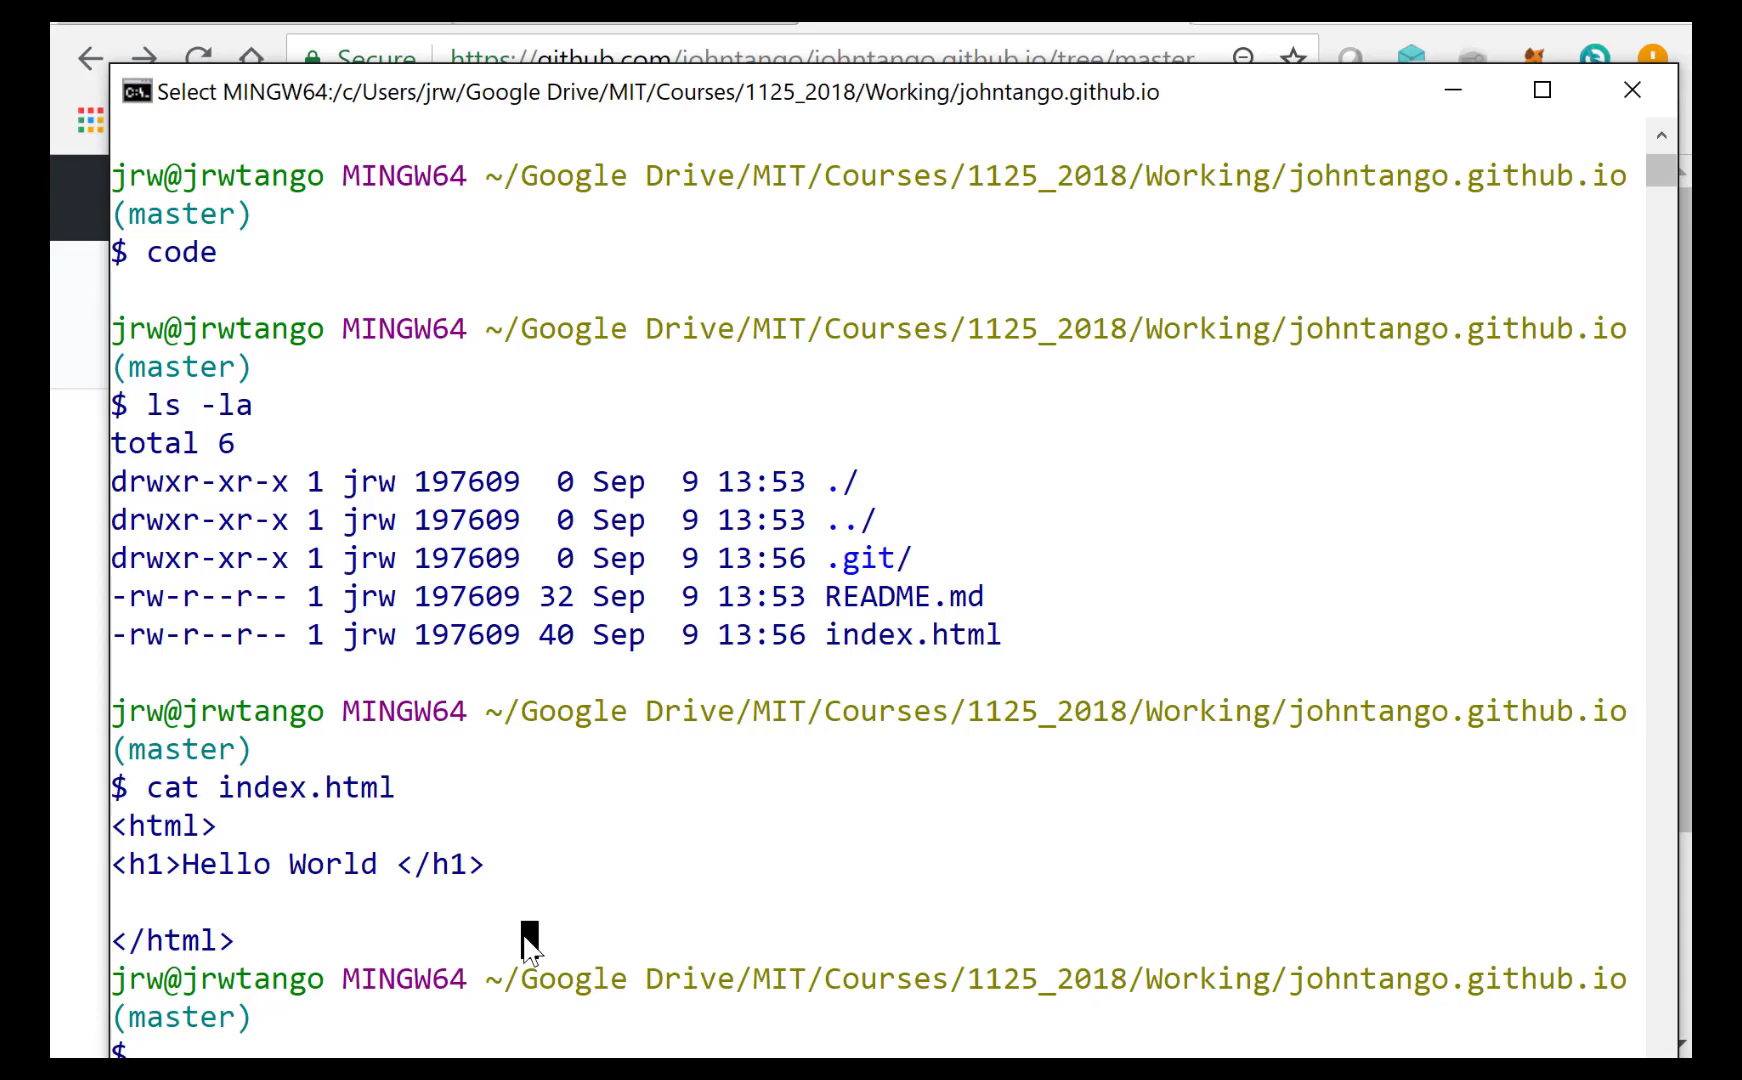 Secure https://github.com/johntango/johntango.github.io/tree/master
Select MINGW64:/c/Users/jrw/Google Drive/MIT/Courses/1125_2018/Working/johntango.github.io
jrw@jrwtango MINGW64 ~/Google Drive/MIT/Courses/1125_2018/Working/johntango.github.io
(master)
$ code
jrw@jrwtango MINGW64 ~/Google Drive/MIT/Courses/1125_2018/Working/johntango.github.io
(master)
$ ls -la
total 6
drwxr-xr-x 1 jrw 197609  0 Sep  9 13:53 ./
drwxr-xr-x 1 jrw 197609  0 Sep  9 13:53 ../
drwxr-xr-x 1 jrw 197609  0 Sep  9 13:56 .git/
-rw-r--r-- 1 jrw 197609 32 Sep  9 13:53 README.md
-rw-r--r-- 1 jrw 197609 40 Sep  9 13:56 index.html
jrw@jrwtango MINGW64 ~/Google Drive/MIT/Courses/1125_2018/Working/johntango.github.io
(master)
$ cat index.html
<html>
<h1>Hello World </h1>
</html>
jrw@jrwtango MINGW64 ~/Google Drive/MIT/Courses/1125_2018/Working/johntango.github.io
(master)
$